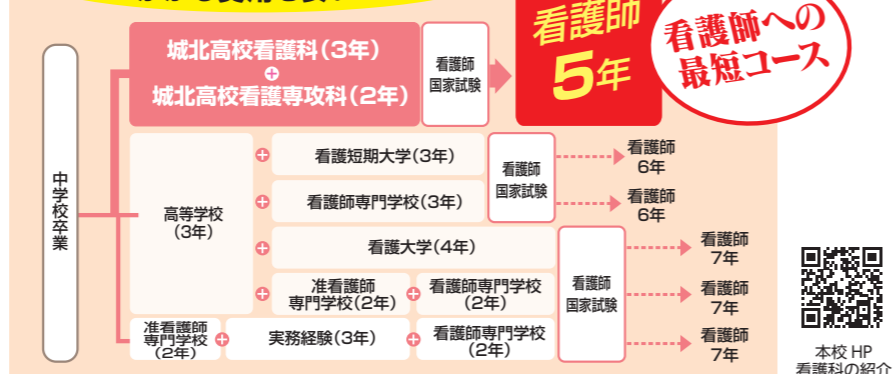 城北高校看護科(3年)
+
城北高校看護専攻科(2年)
看護師
国家試験
看護師
5年
看護師への
最短コース
中学校卒業
高等学校
(3年)
+
看護短期大学(3年)
看護師
国家試験
看護師
6年
+
看護師専門学校(3年)
看護師
6年
+
看護大学(4年)
看護師
国家試験
看護師
7年
+
准看護師
専門学校(2年)
+
看護師専門学校
(2年)
看護師
7年
准看護師
専門学校
(2年)
+
実務経験(3年)
+
看護師専門学校
(2年)
看護師
7年
本校 HP
看護科の紹介